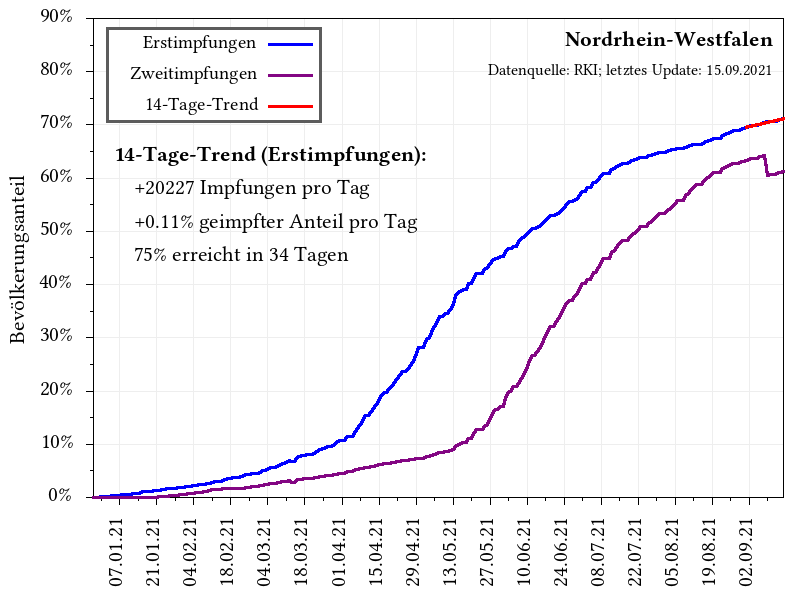 Nordrhein-Westfalen
Datenquelle: RKI; letztes Update: 15.09.2021
Erstimpfungen
Zweitimpfungen
14-Tage-Trend
14-Tage-Trend (Erstimpfungen):
+20227 Impfungen pro Tag
+0.11% geimpfter Anteil pro Tag
75% erreicht in 34 Tagen
Bevölkerungsanteil
90%
80%
70%
60%
50%
40%
30%
20%
10%
0%
07.01.21
21.01.21
04.02.21
18.02.21
04.03.21
18.03.21
01.04.21
15.04.21
29.04.21
13.05.21
27.05.21
10.06.21
24.06.21
08.07.21
22.07.21
05.08.21
19.08.21
02.09.21